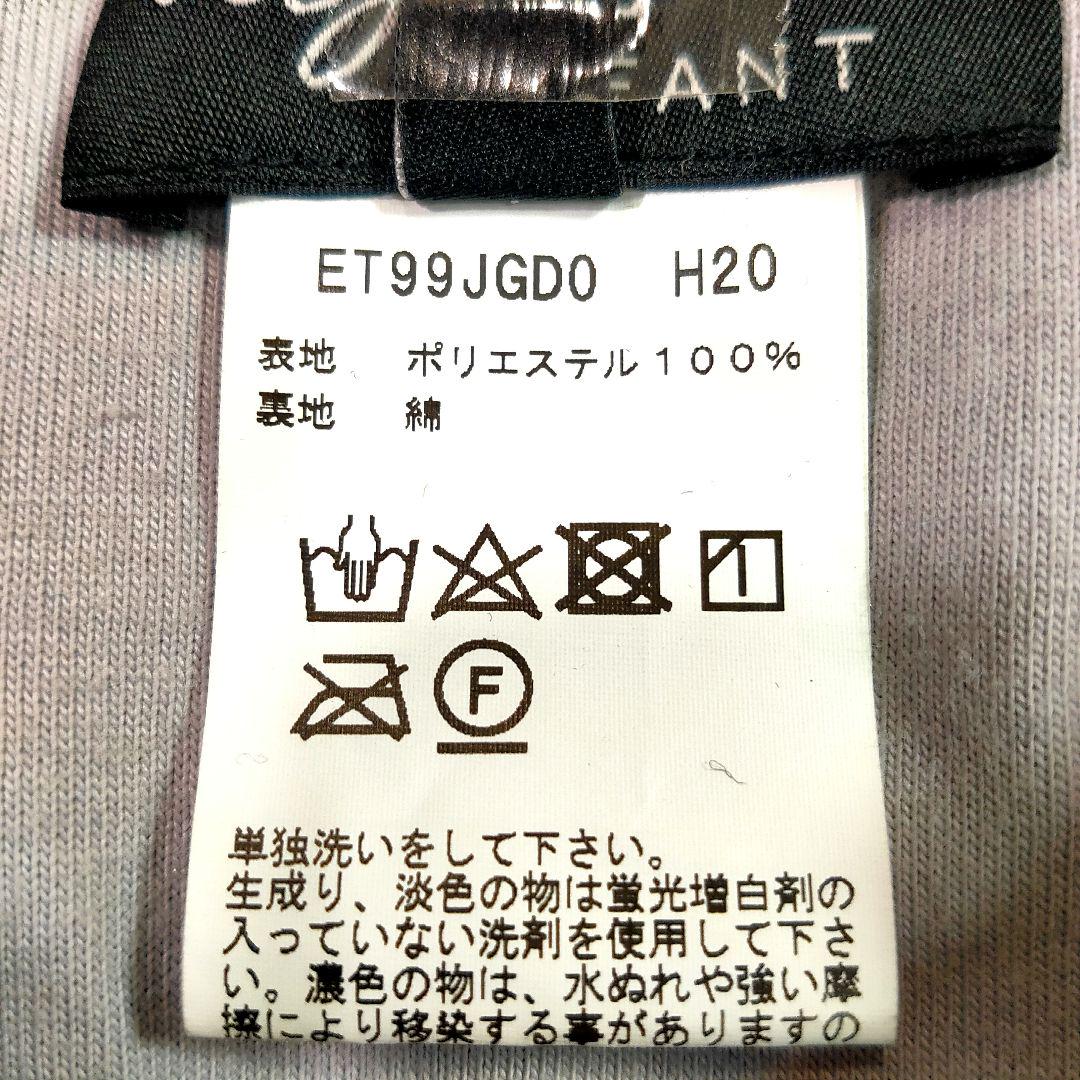 ET99JGD0 H20
表地 ポリエステル100%
裏地 綿
F
単独洗いをして下さい。
生成り、淡色の物は蛍光増白剤の
入っていない洗剤を使用して下さ
い。濃色の物は、水ぬれや強い摩
擦により移染する事がありますの